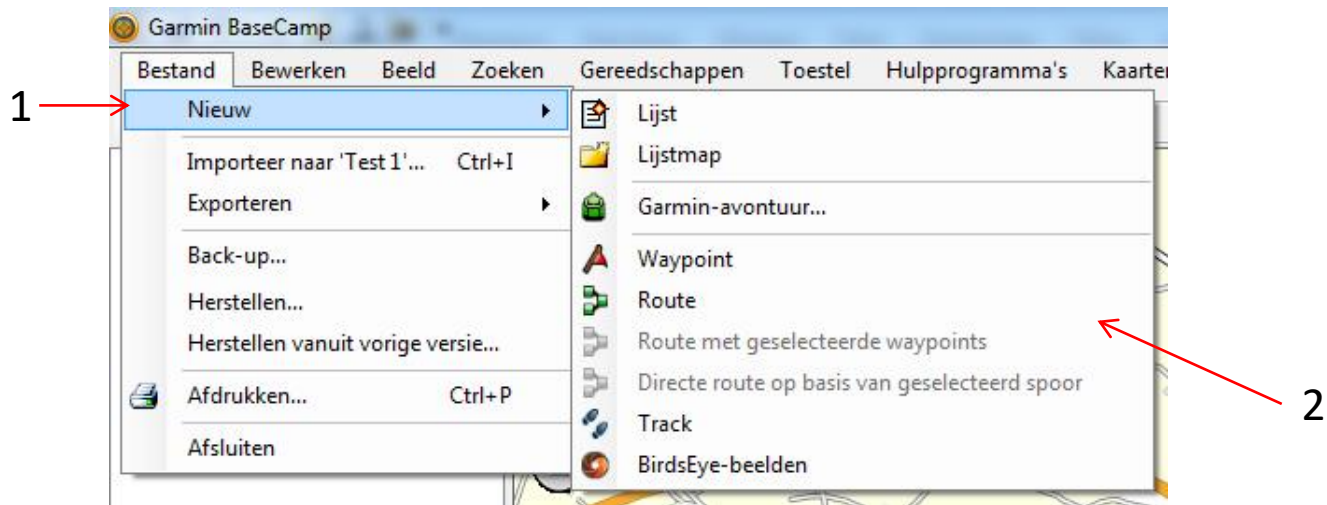 Garmin BaseCamp
Bestand Bewerken Beeld Zoeken Gereedschappen Toestel Hulpprogramma's Kaarten
1
Nieuw
Importeer naar 'Test 1'... Ctrl+I
Exporteren
Back-up...
Herstellen...
Herstellen vanuit vorige versie...
Afdrukken... Ctrl+P
Afsluiten
Lijst
Lijstmap
Garmin-avontuur...
Waypoint
Route
Route met geselecteerde waypoints
Directe route op basis van geselecteerd spoor
Track
BirdsEye-beelden
2